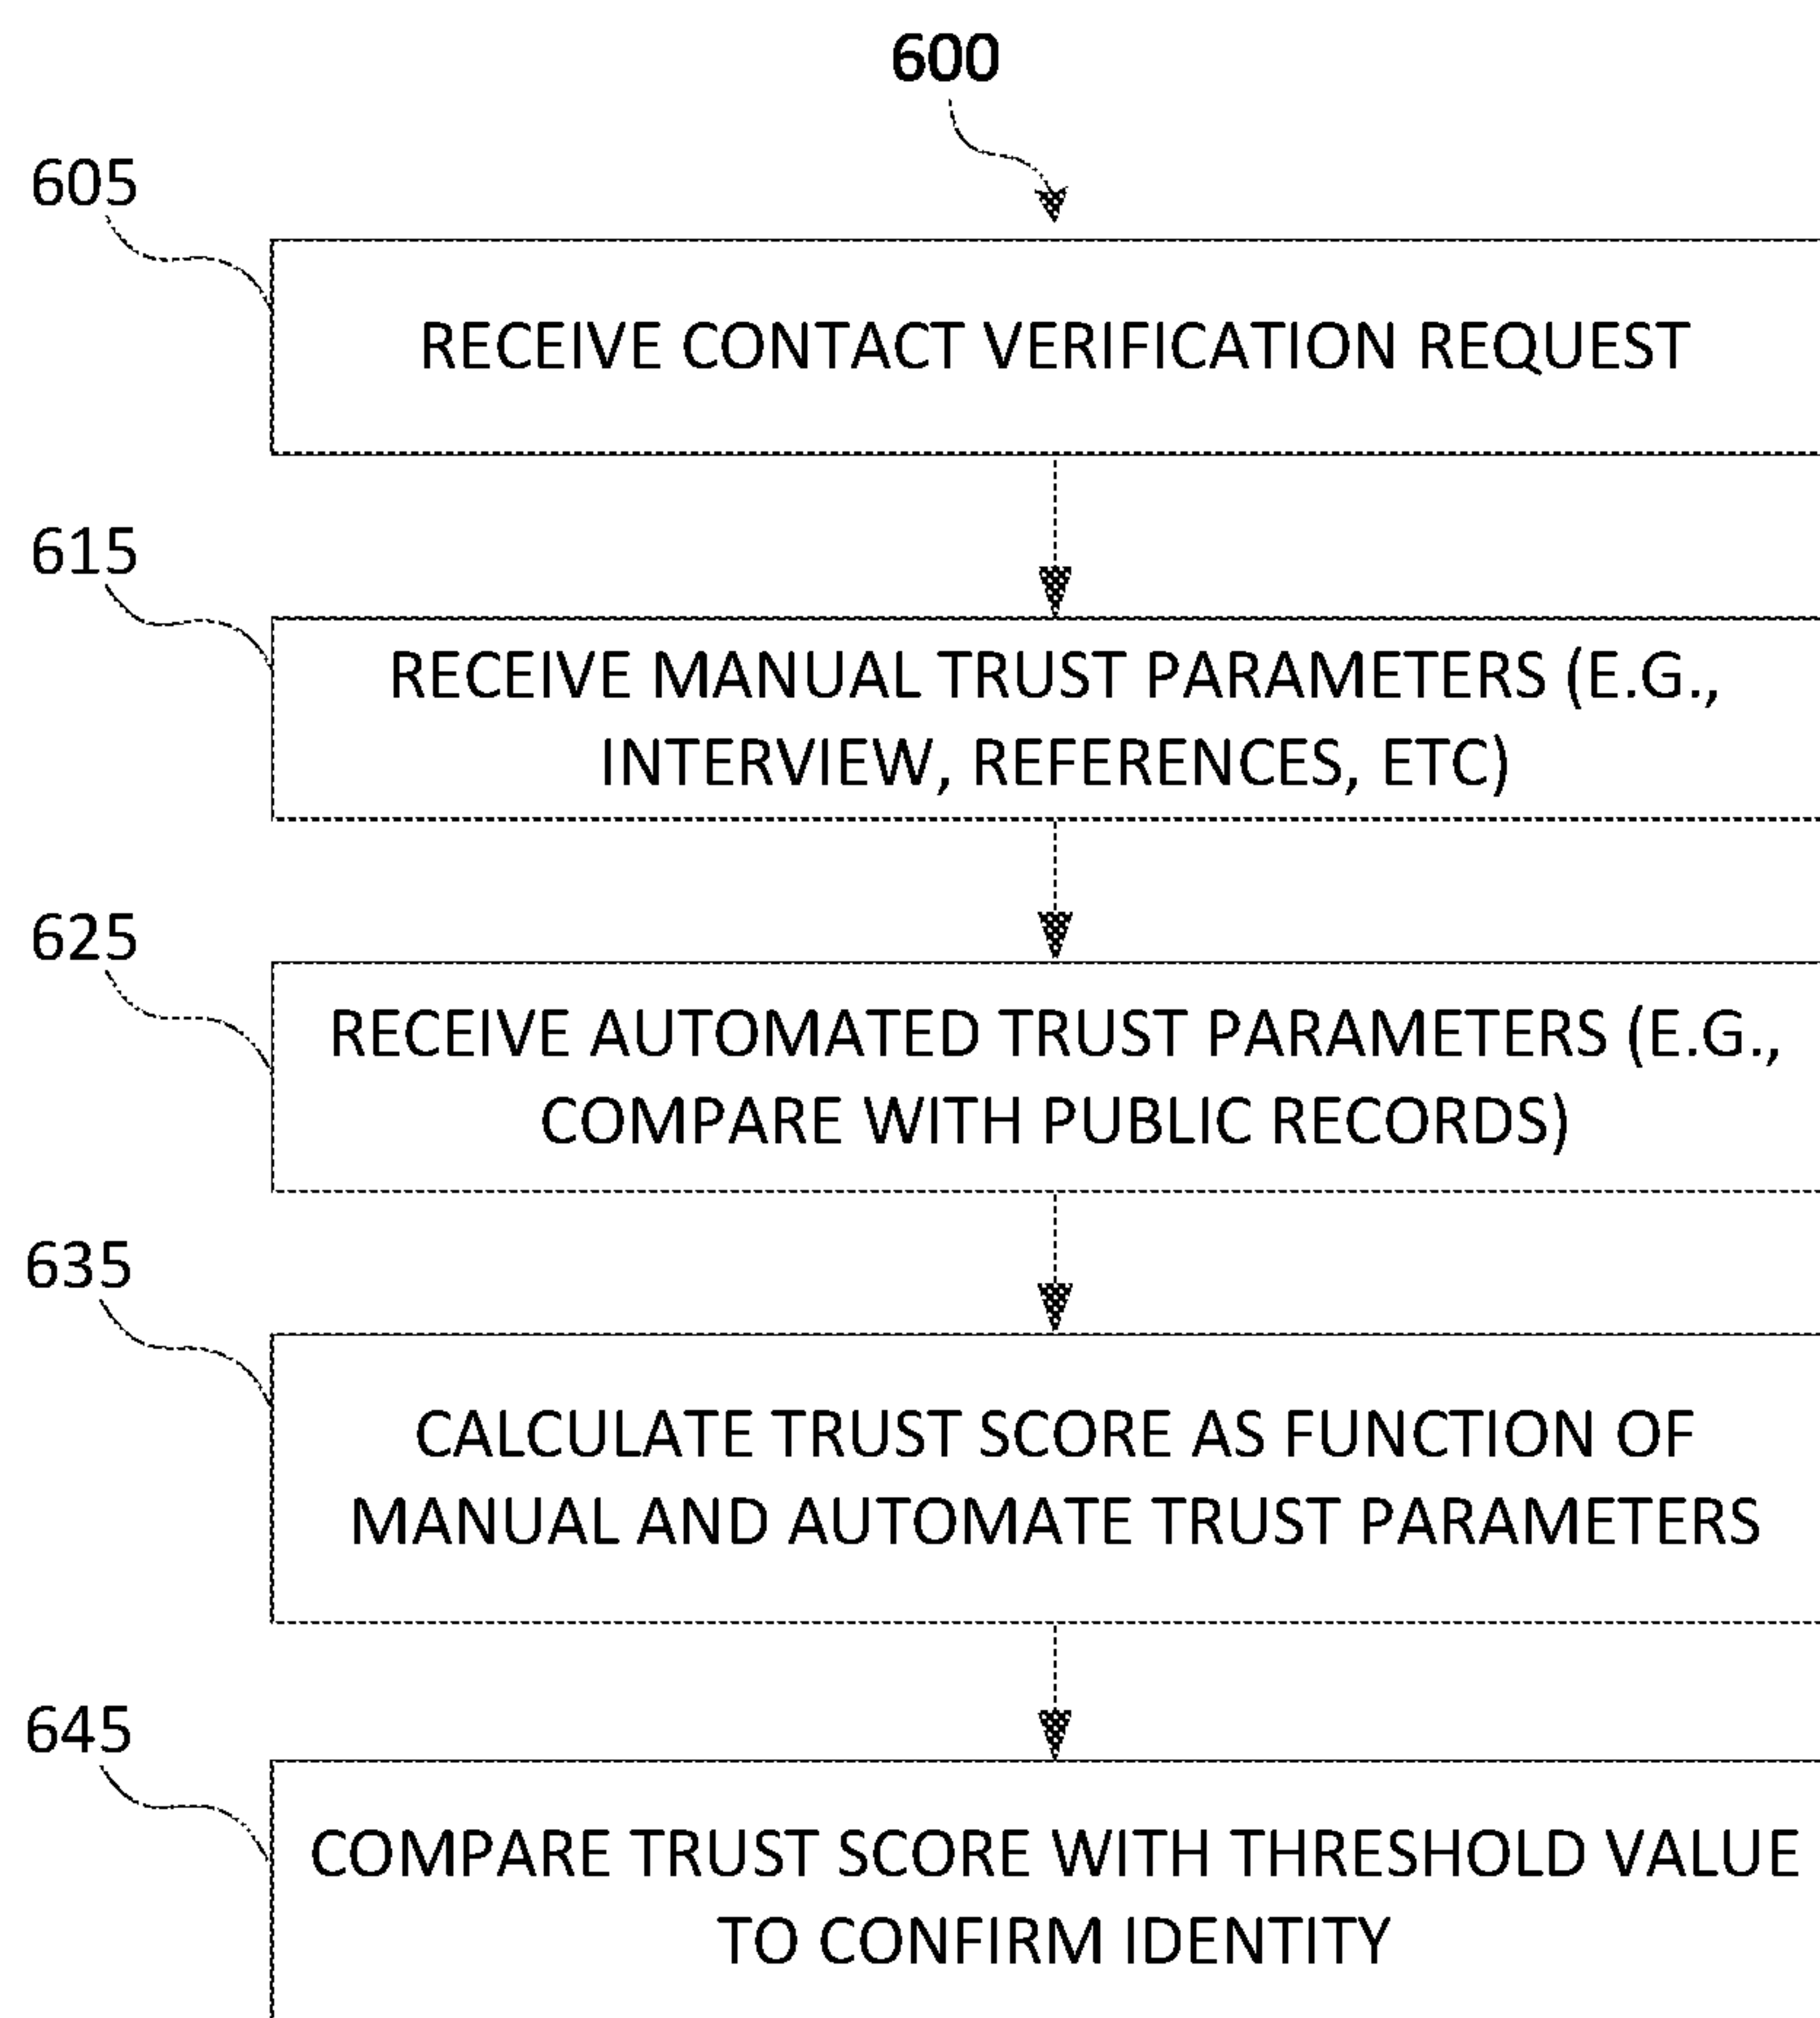 600
605
RECEIVE CONTACT VERIFICATION REQUEST
615
RECEIVE MANUAL TRUST PARAMETERS (E.G.,
INTERVIEW, REFERENCES, ETC)
625
RECEIVE AUTOMATED TRUST PARAMETERS (E.G.,
COMPARE WITH PUBLIC RECORDS)
635
CALCULATE TRUST SCORE AS FUNCTION OF
MANUAL AND AUTOMATE TRUST PARAMETERS
645
COMPARE TRUST SCORE WITH THRESHOLD VALUE
TO CONFIRM IDENTITY